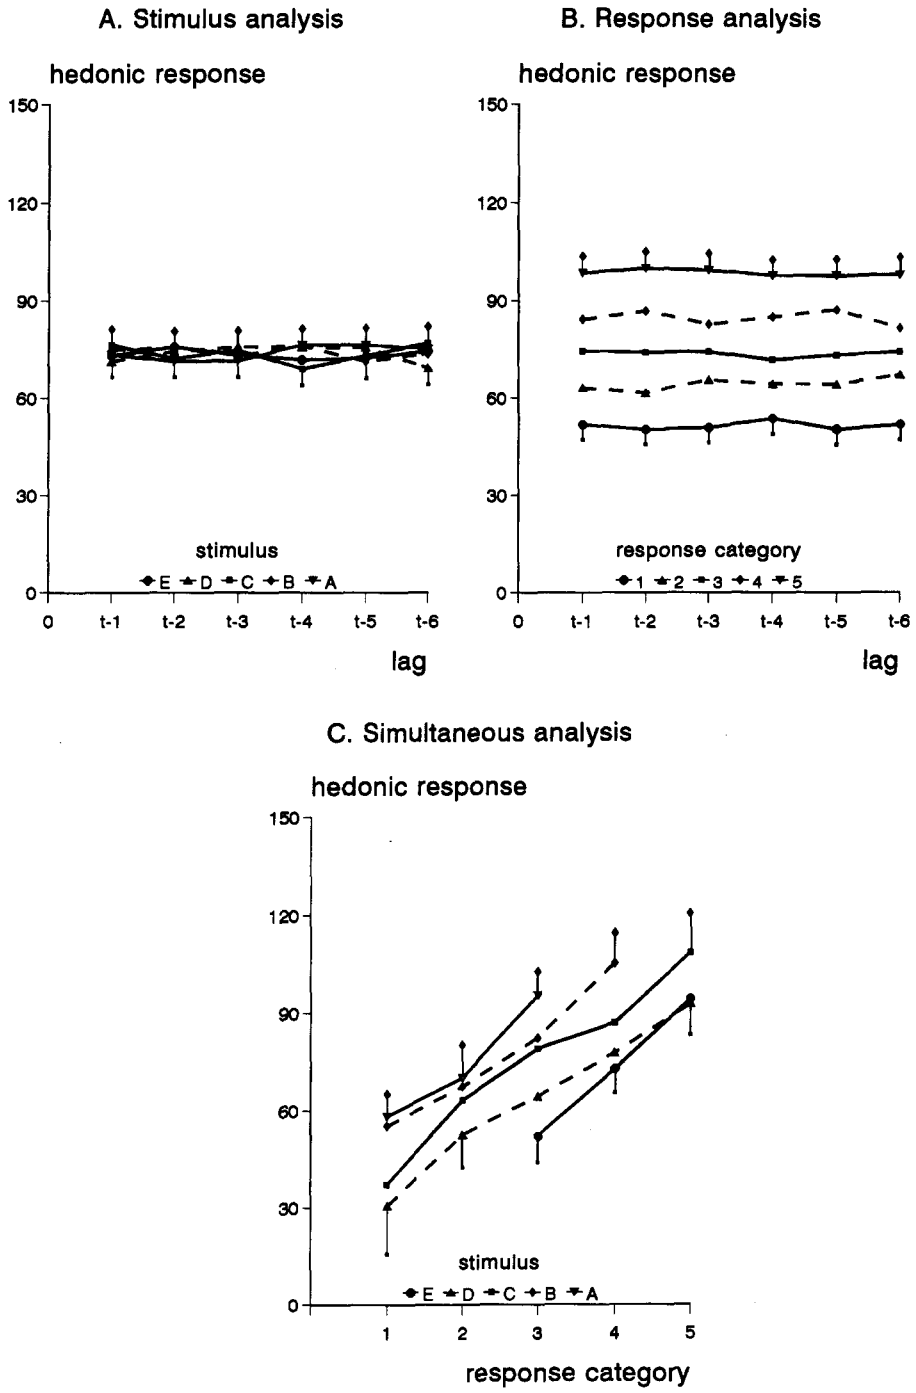 A. Stimulus analysis
hedonic response
150
120
90
60
30
0
0 t-1 t-2 t-3 t-4 t-5 t-6
lag
stimulus
E D C B A
B. Response analysis
hedonic response
150
120
90
60
30
0
0 t-1 t-2 t-3 t-4 t-5 t-6
lag
response category
1 2 3 4 5
C. Simultaneous analysis
hedonic response
150
120
90
60
30
0
1 2 3 4 5
response category
stimulus
E D C B A